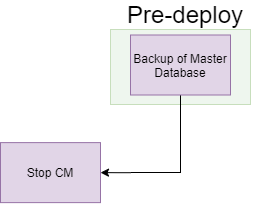 Pre-deploy
Backup of Master
Database
Stop CM